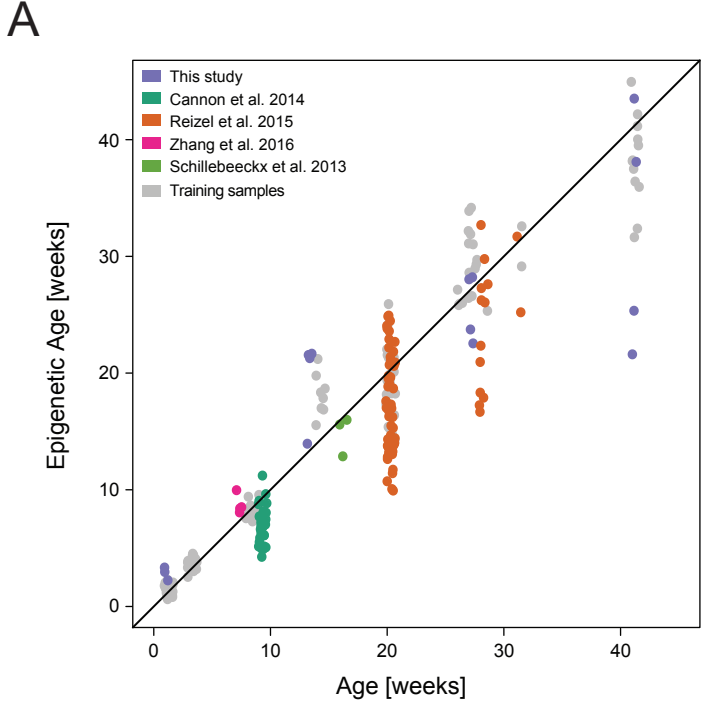 A
This study
Cannon et al. 2014
Reizel et al. 2015
Zhang et al. 2016
Schillebeeckx et al. 2013
Training samples
Epigenetic Age [weeks]
40
30
20
10
0
0 10 20 30 40
Age [weeks]